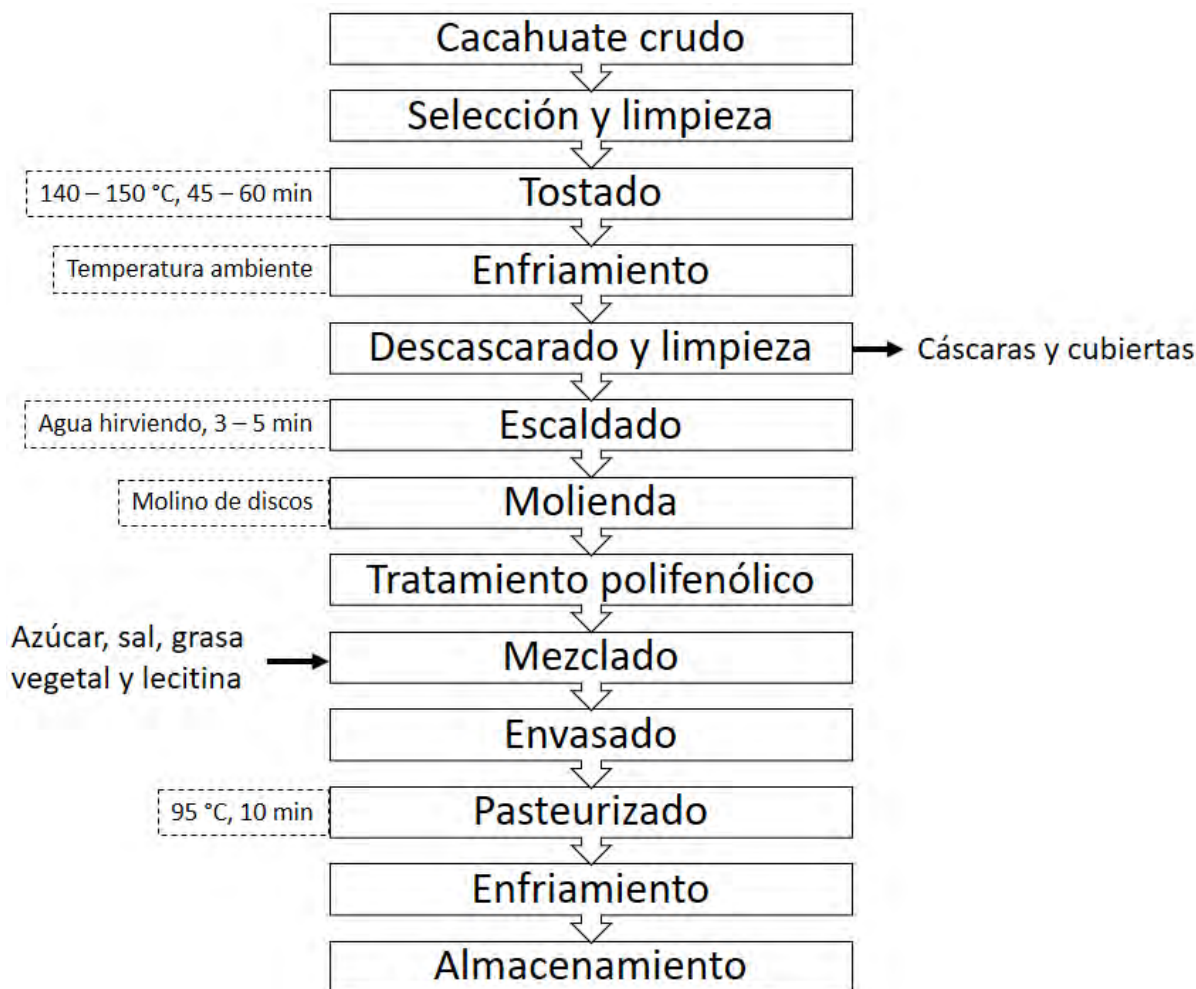 Cacahuate crudo
Selección y limpieza
140 – 150 °C, 45 – 60 min
Tostado
Temperatura ambiente
Enfriamiento
Descascarado y limpieza
Cáscaras y cubiertas
Agua hirviendo, 3 – 5 min
Escaldado
Molino de discos
Molienda
Tratamiento polifenólico
Azúcar, sal, grasa
vegetal y lecitina
Mezclado
Envasado
95 °C, 10 min
Pasteurizado
Enfriamiento
Almacenamiento